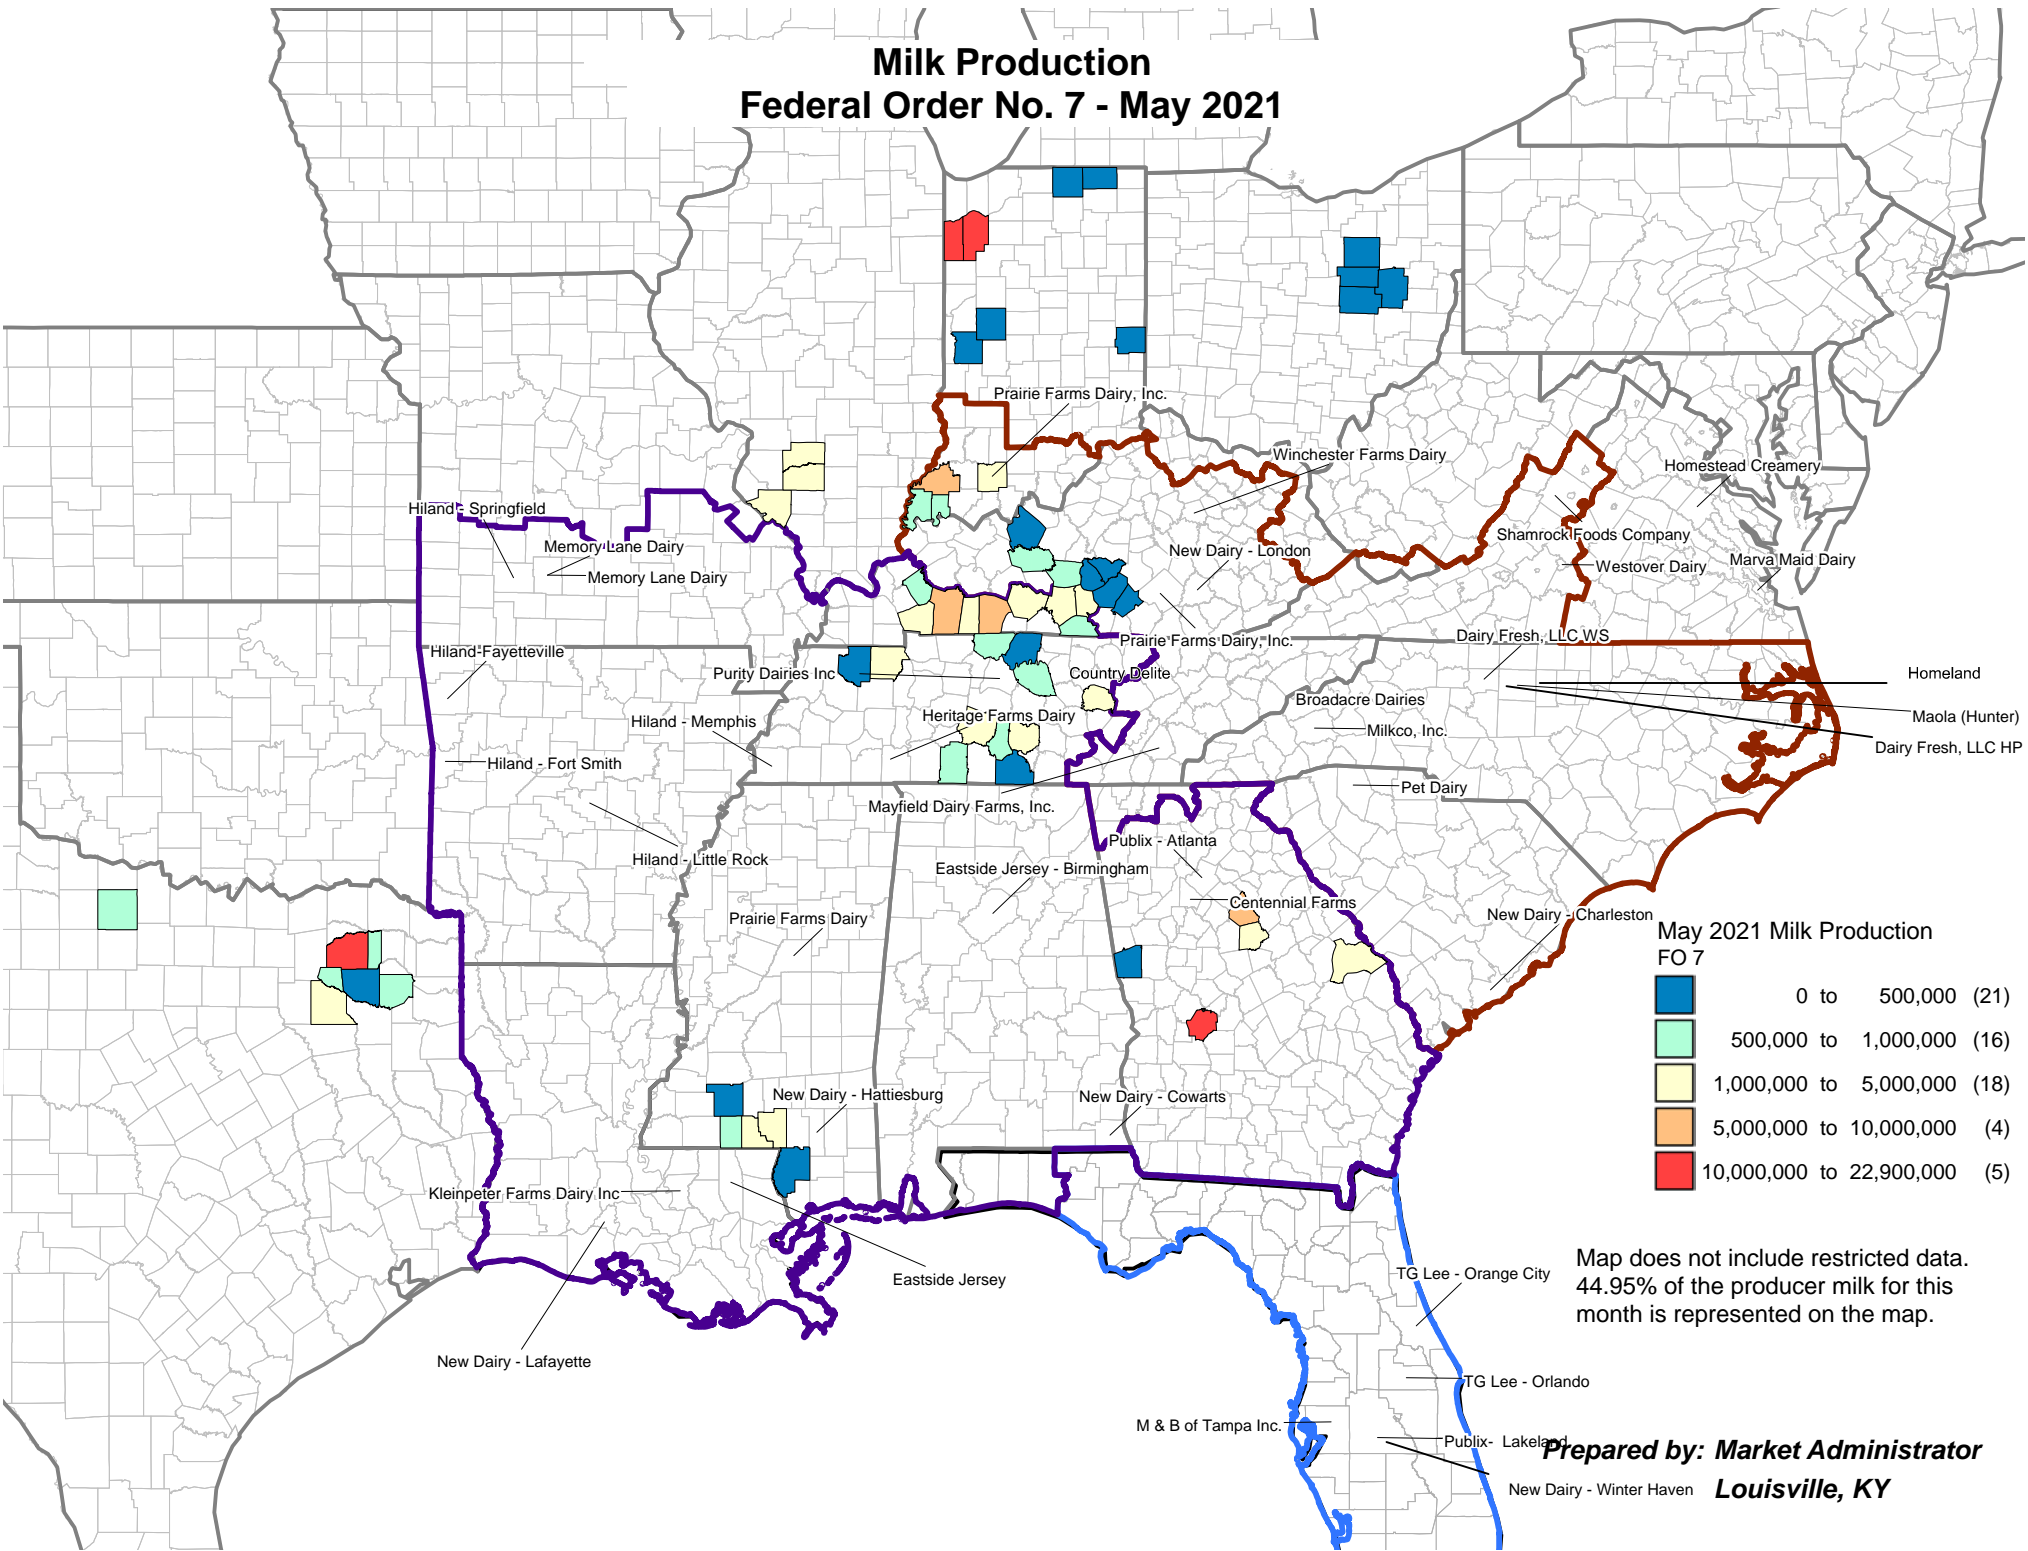 Milk Production
Federal Order No. 7 - May 2021
Prairie Farms Dairy, Inc.
Winchester Farms Dairy
Homestead Creamery
Hiland - Springfield
Shamrock Foods Company
Memory Lane Dairy
New Dairy - London
Marva Maid Dairy
Westover Dairy
Memory Lane Dairy
Dairy Fresh, LLC WS
Prairie Farms Dairy, Inc.
Hiland-Fayetteville
Purity Dairies Inc
Country Delite
Homeland
Broadacre Dairies
Heritage Farms Dairy
Maola (Hunter)
Hiland - Memphis
Milkco, Inc.
Dairy Fresh, LLC HP
Hiland - Fort Smith
Pet Dairy
Mayfield Dairy Farms, Inc.
Publix - Atlanta
Hiland - Little Rock
Eastside Jersey - Birmingham
Centennial Farms
Prairie Farms Dairy
New Dairy - Charleston
May 2021 Milk Production
FO 7
0 to 500,000 (21)
500,000 to 1,000,000 (16)
1,000,000 to 5,000,000 (18)
5,000,000 to 10,000,000 (4)
10,000,000 to 22,900,000 (5)
New Dairy - Hattiesburg
New Dairy - Cowarts
Kleinpeter Farms Dairy Inc
Eastside Jersey
New Dairy - Lafayette
Map does not include restricted data.
44.95% of the producer milk for this
month is represented on the map.
TG Lee - Orange City
TG Lee - Orlando
M & B of Tampa Inc.
Publix- Lakeland
New Dairy - Winter Haven
Prepared by: Market Administrator
Louisville, KY